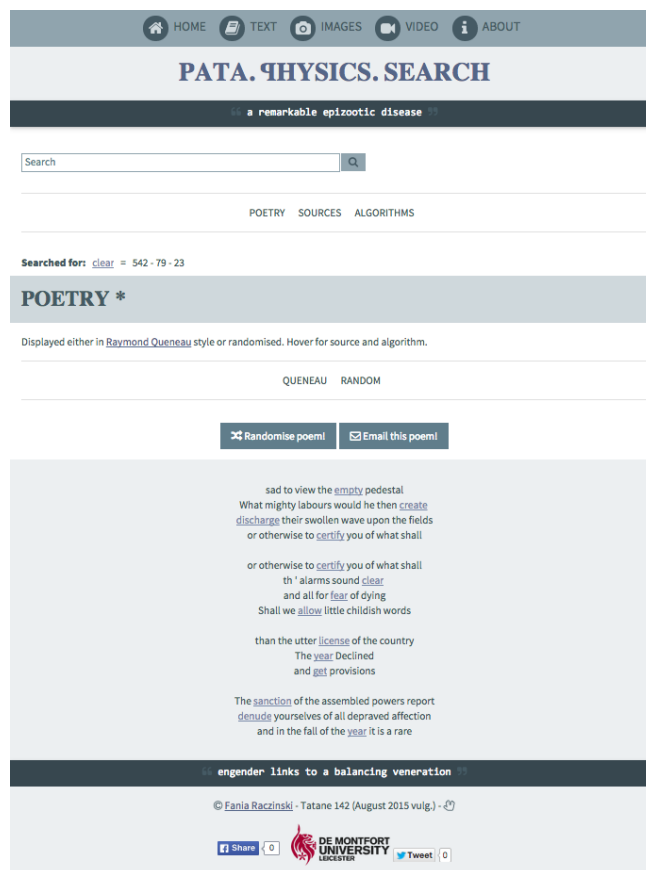 HOME TEXT IMAGES VIDEO ABOUT
PATA. ꟼHYSICS. SEARCH
“ a remarkable epizootic disease ”
Search
POETRY SOURCES ALGORITHMS
Searched for: clear = 542 - 79 - 23
POETRY *
Displayed either in Raymond Queneau style or randomised. Hover for source and algorithm.
QUENEAU RANDOM
Randomise poem! Email this poem!
sad to view the empty pedestal
What mighty labours would he then create
discharge their swollen wave upon the fields
or otherwise to certify you of what shall
or otherwise to certify you of what shall
th ' alarms sound clear
and all for fear of dying
Shall we allow little childish words
than the utter license of the country
The year Declined
and get provisions
The sanction of the assembled powers report
denude yourselves of all depraved affection
and in the fall of the year it is a rare
“ engender links to a balancing veneration ”
© Fania Raczinski - Tatane 142 (August 2015 vulg.) -
Share 0 DE MONTFORT UNIVERSITY LEICESTER Tweet 0